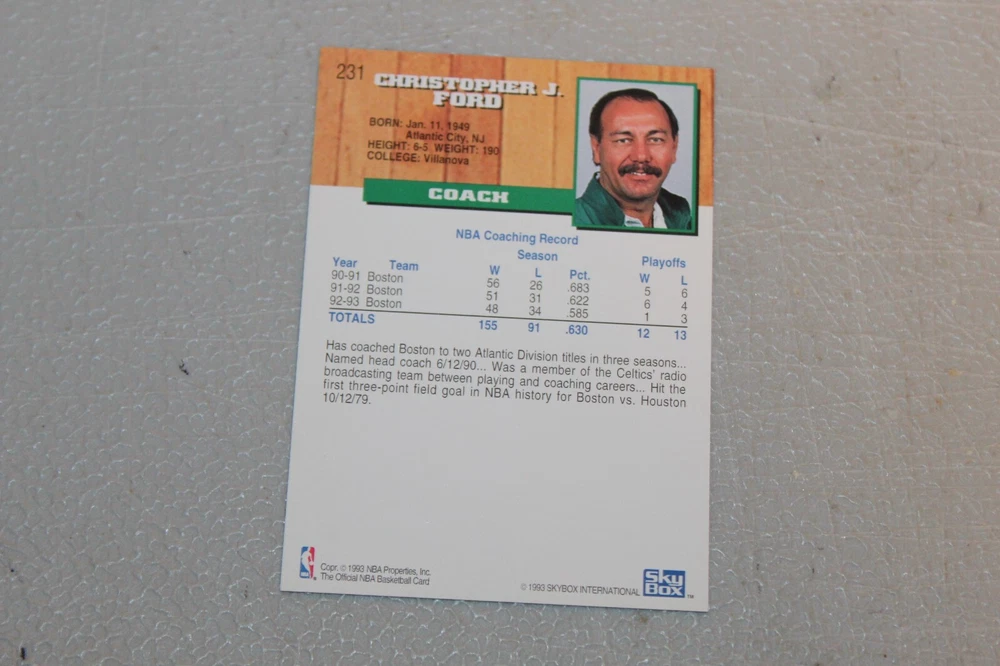 231
CHRISTOPHER J.
FORD
BORN: Jan. 11, 1949
Atlantic City, NJ
HEIGHT: 6-5 WEIGHT: 190
COLLEGE: Villanova
COACH
NBA Coaching Record
Season Playoffs
Year Team W L Pct. W L
90-91 Boston 56 26 .683 5 6
91-92 Boston 51 31 .622 6 4
92-93 Boston 48 34 .585 1 3
TOTALS 155 91 .630 12 13
Has coached Boston to two Atlantic Division titles in three seasons...
Named head coach 6/12/90... Was a member of the Celtics' radio
broadcasting team between playing and coaching careers... Hit the
first three-point field goal in NBA history for Boston vs. Houston
10/12/79.
Copr. © 1993 NBA Properties, Inc.
The Official NBA Basketball Card
© 1993 SKYBOX INTERNATIONAL
Sky
BOX™